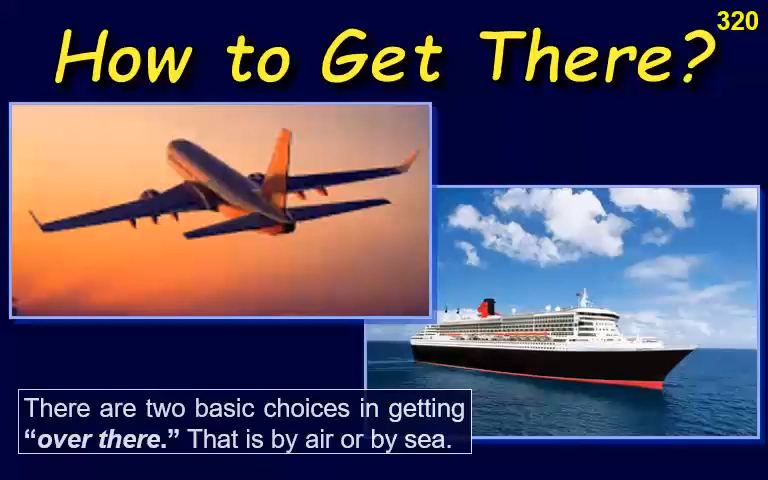 320
How to Get There?
There are two basic choices in getting
“over there.” That is by air or by sea.